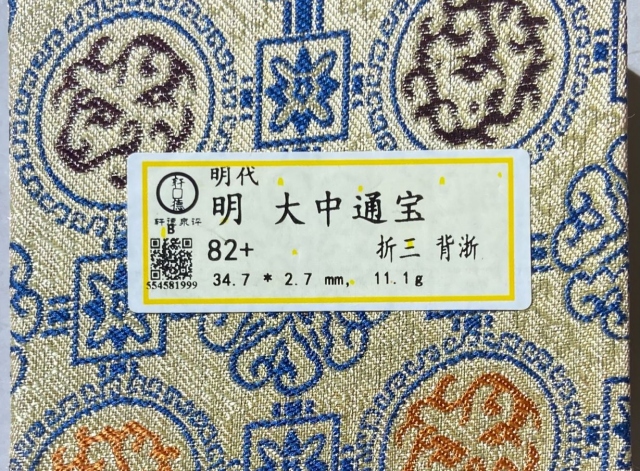 明代
明 大中通宝
82+ 折三 背浙
34.7 * 2.7 mm, 11.1g
554581999